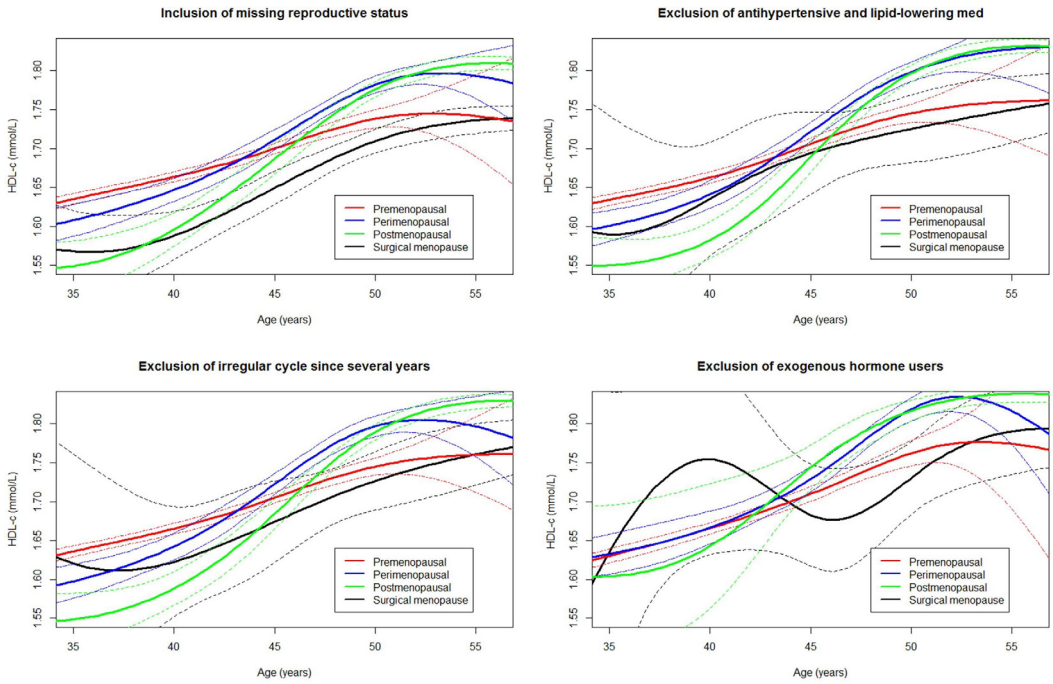 Inclusion of missing reproductive status
HDL-c (mmol/L)
1.80
1.75
1.70
1.65
1.60
1.55
35 40 45 50 55
Age (years)
Premenopausal
Perimenopausal
Postmenopausal
Surgical menopause
Exclusion of antihypertensive and lipid-lowering med
HDL-c (mmol/L)
1.80
1.75
1.70
1.65
1.60
1.55
35 40 45 50 55
Age (years)
Premenopausal
Perimenopausal
Postmenopausal
Surgical menopause
Exclusion of irregular cycle since several years
HDL-c (mmol/L)
1.80
1.75
1.70
1.65
1.60
1.55
35 40 45 50 55
Age (years)
Premenopausal
Perimenopausal
Postmenopausal
Surgical menopause
Exclusion of exogenous hormone users
HDL-c (mmol/L)
1.80
1.75
1.70
1.65
1.60
1.55
35 40 45 50 55
Age (years)
Premenopausal
Perimenopausal
Postmenopausal
Surgical menopause